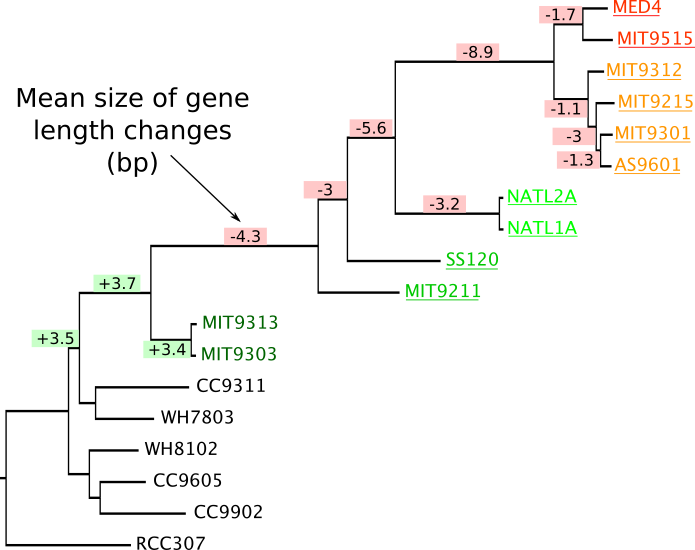 MED4
-1.7
MIT9515
-8.9
MIT9312
Mean size of gene
length changes
(bp)
MIT9215
-1.1
-5.6
MIT9301
-3
-1.3
AS9601
-3
NATL2A
-3.2
NATL1A
-4.3
SS120
+3.7
MIT9211
MIT9313
+3.5
+3.4
MIT9303
CC9311
WH7803
WH8102
CC9605
CC9902
RCC307